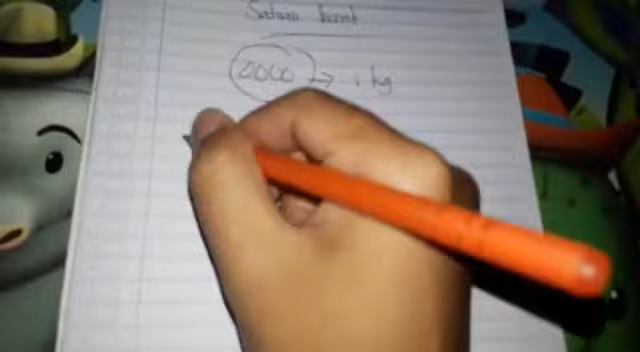 Satuan berat
2000 → 1 kg